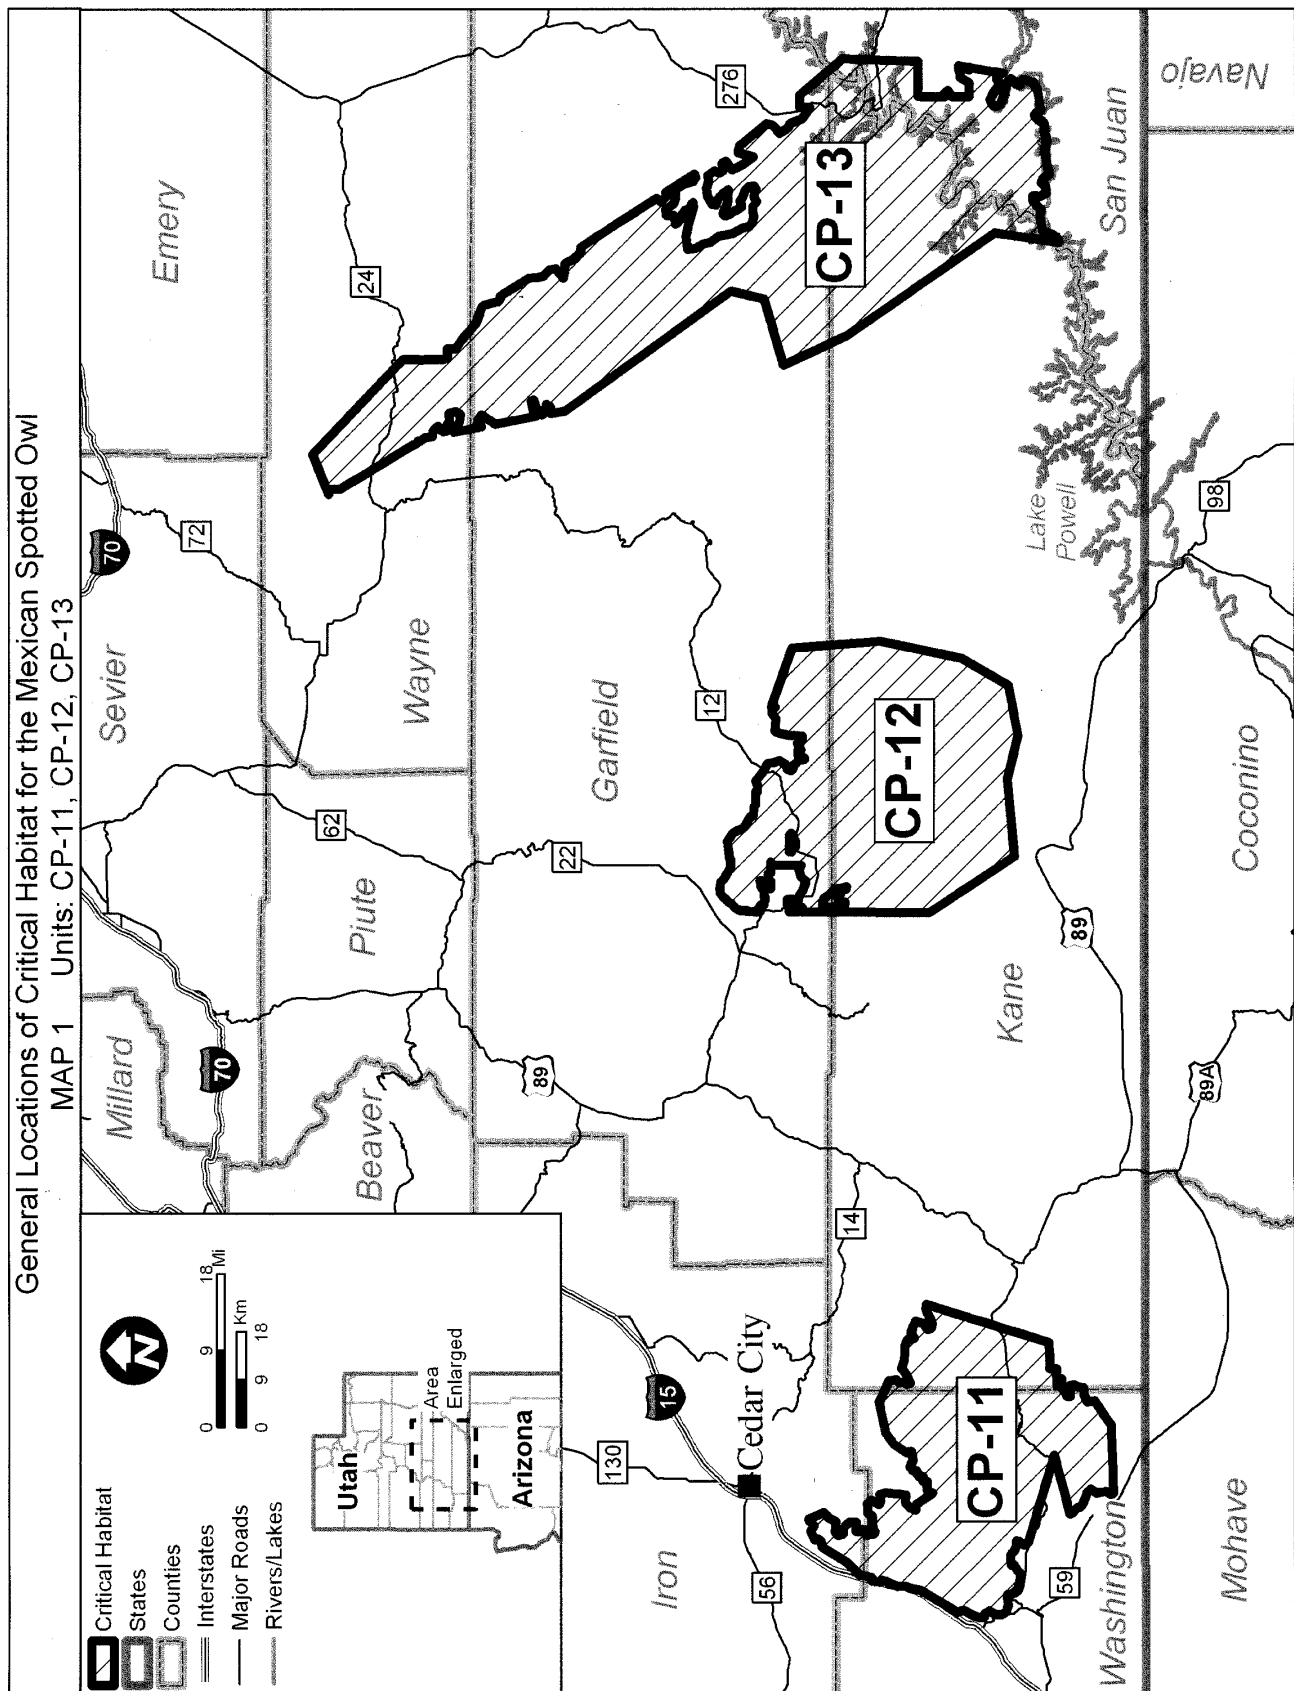 General Locations of Critical Habitat for the Mexican Spotted Owl
MAP 1 Units: CP-11, CP-12, CP-13
Critical Habitat
States
Counties
Interstates
Major Roads
Rivers/Lakes
N
0 9 18 Mi
Km
0 9 18
Utah
Area
Enlarged
Arizona
Millard
Sevier
Emery
70
70
72
24
Beaver
Piute
Wayne
62
276
89
22
Garfield
12
130
15
Iron
Cedar City
56
14
CP-11
CP-12
CP-13
59
Washington
Kane
89
Lake
Powell
San Juan
Navajo
98
89A
Mohave
Coconino